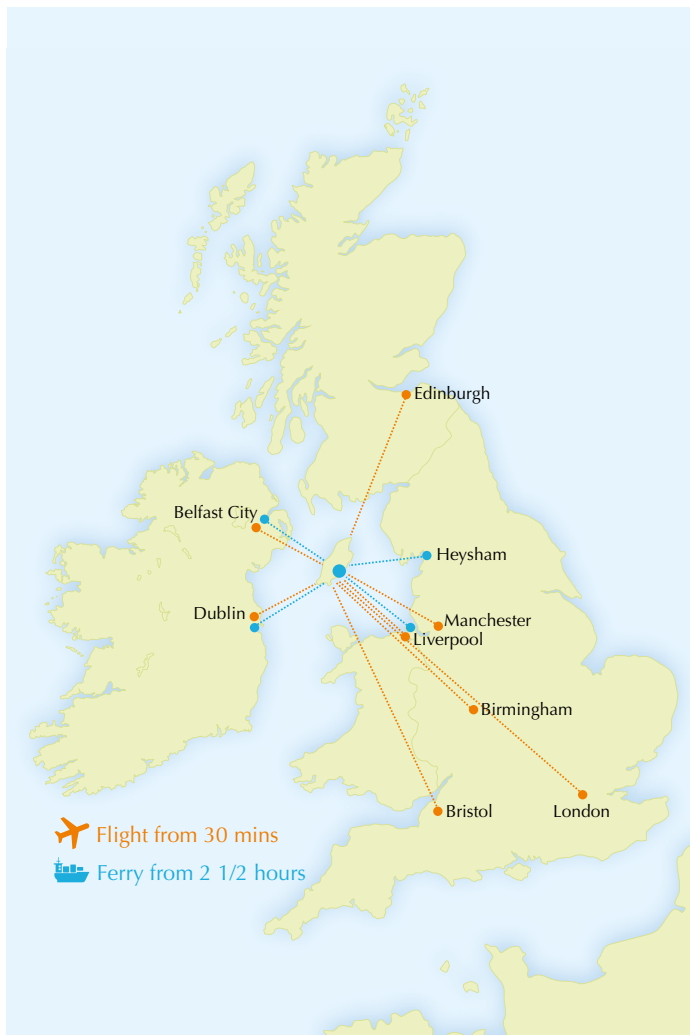 Edinburgh
Belfast City
Heysham
Dublin
Manchester
Liverpool
Birmingham
Bristol
London
Flight from 30 mins
Ferry from 2 1/2 hours